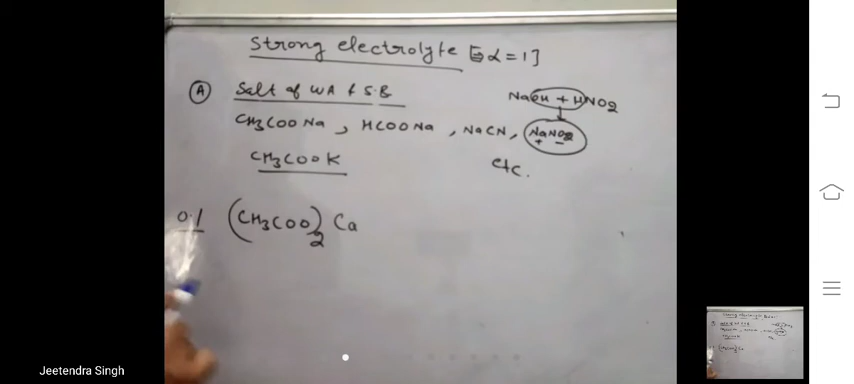 Strong electrolyte [α = 1]
(A) Salt of WA & S.B
NaOH + HNO2
CH3COONa, HCOONa, NaCN, NaNO2
+ −
CH3COOK
etc.
0.1 (CH3COO)2 Ca
Jeetendra Singh